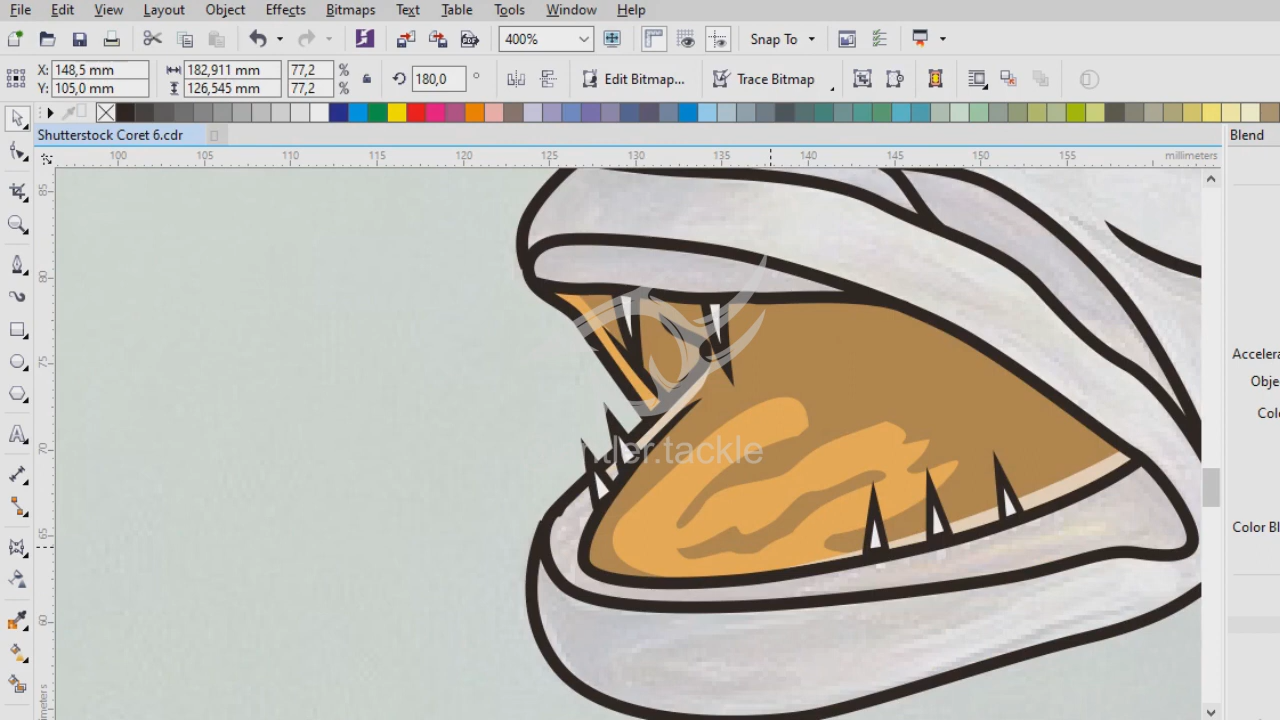 File Edit View Layout Object Effects Bitmaps Text Table Tools Window Help
400% Snap To
X: 148,5 mm 182,911 mm 77,2 % 180,0 ° Edit Bitmap... Trace Bitmap
Y: 105,0 mm 126,545 mm 77,2 %
Shutterstock Coret 6.cdr Blend
100 105 110 115 120 125 130 135 140 145 150 155 millimeters
85
80
75
70
65
60
millimeters
tler.tackle
Accelera
Obje
Colo
Color Bl